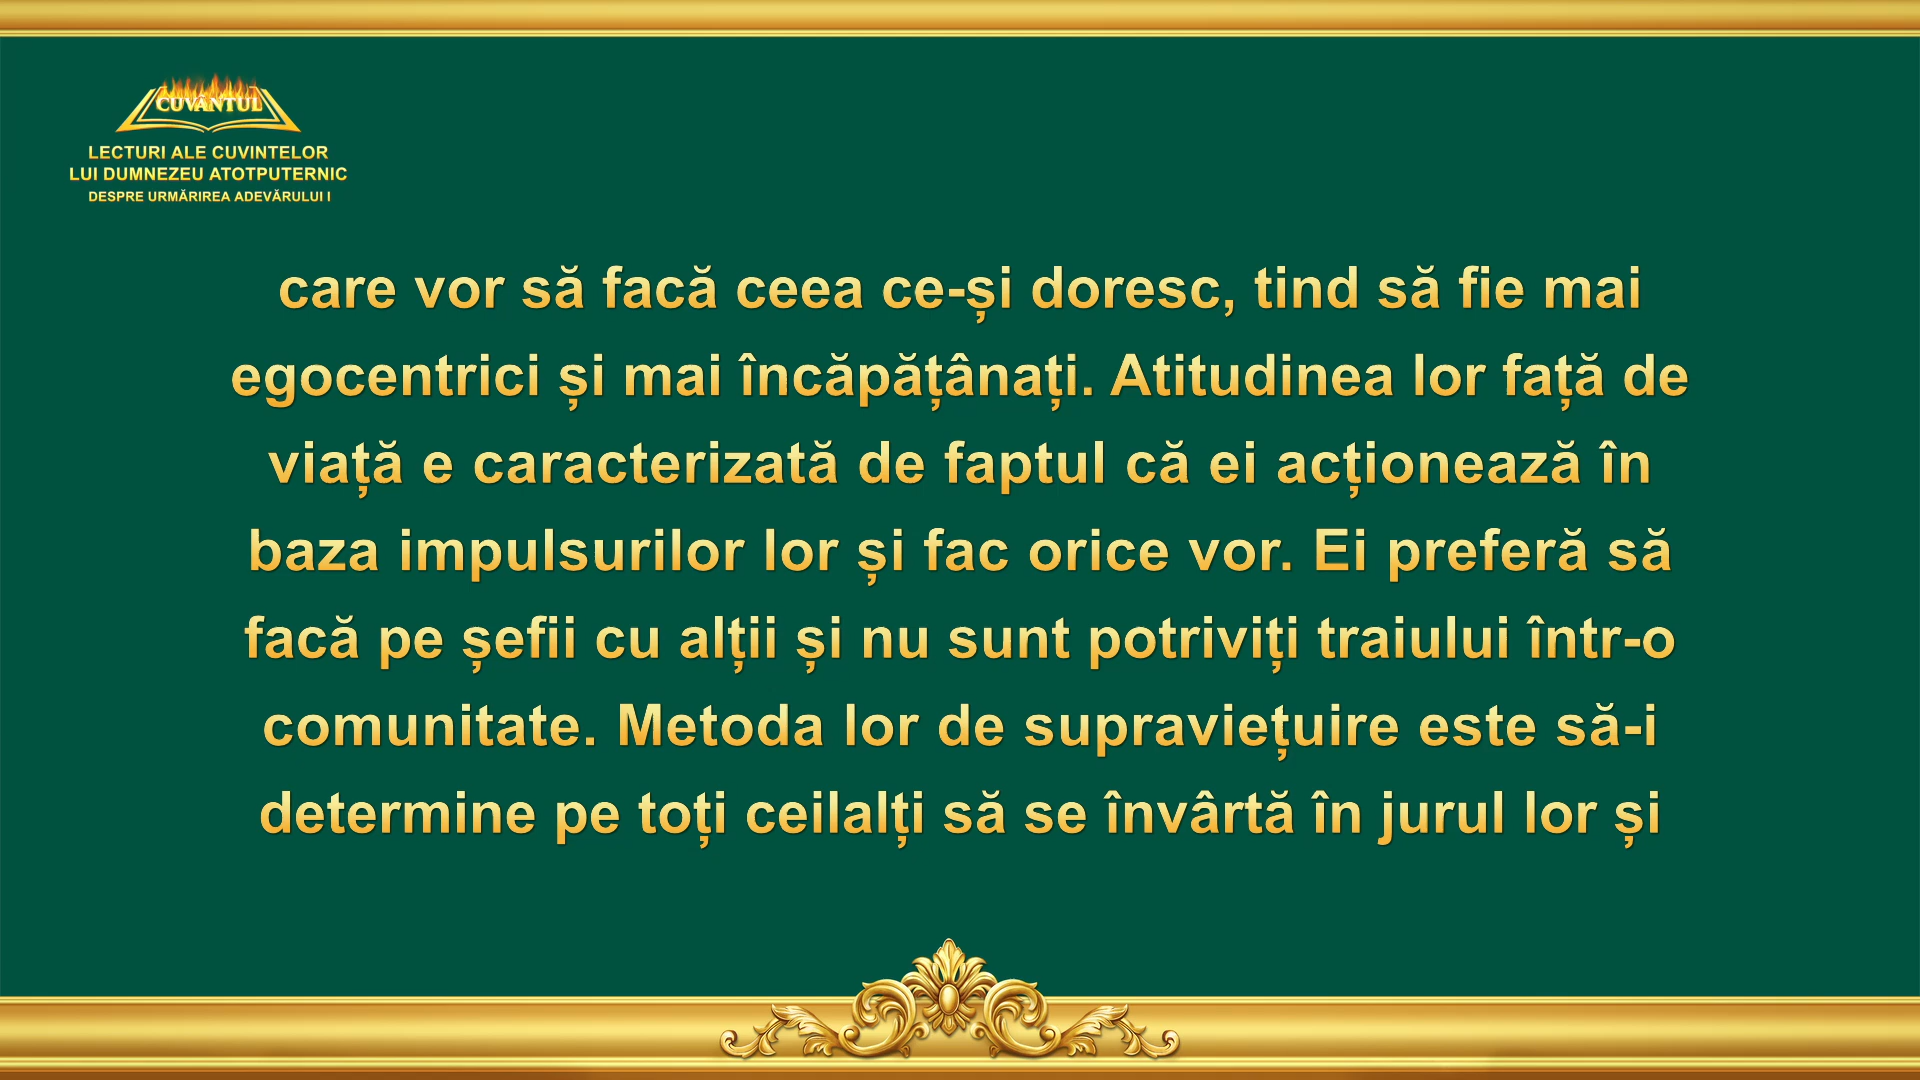 CUVÂNTUL
LECTURI ALE CUVINTELOR
LUI DUMNEZEU ATOTPUTERNIC
DESPRE URMĂRIREA ADEVĂRULUI I
care vor să facă ceea ce-și doresc, tind să fie mai
egocentrici și mai încăpățânați. Atitudinea lor față de
viață e caracterizată de faptul că ei acționează în
baza impulsurilor lor și fac orice vor. Ei preferă să
facă pe șefii cu alții și nu sunt potriviți traiului într-o
comunitate. Metoda lor de supraviețuire este să-i
determine pe toți ceilalți să se învârtă în jurul lor și